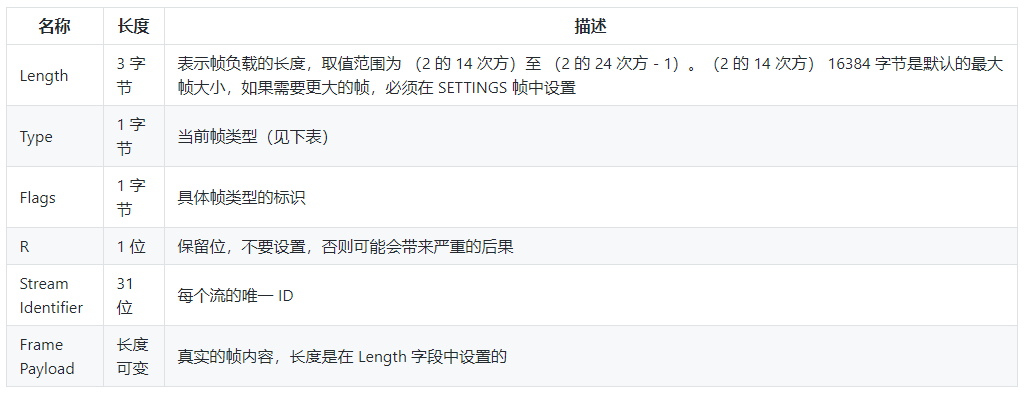 名称 长度 描述
Length 3 字节 表示帧负载的长度，取值范围为 （2 的 14 次方）至 （2 的 24 次方 - 1）。（2 的 14 次方） 16384 字节是默认的最大
帧大小，如果需要更大的帧，必须在 SETTINGS 帧中设置
Type 1 字节 当前帧类型（见下表）
Flags 1 字节 具体帧类型的标识
R 1 位 保留位，不要设置，否则可能会带来严重的后果
Stream Identifier 31 位 每个流的唯一 ID
Frame Payload 长度可变 真实的帧内容，长度是在 Length 字段中设置的